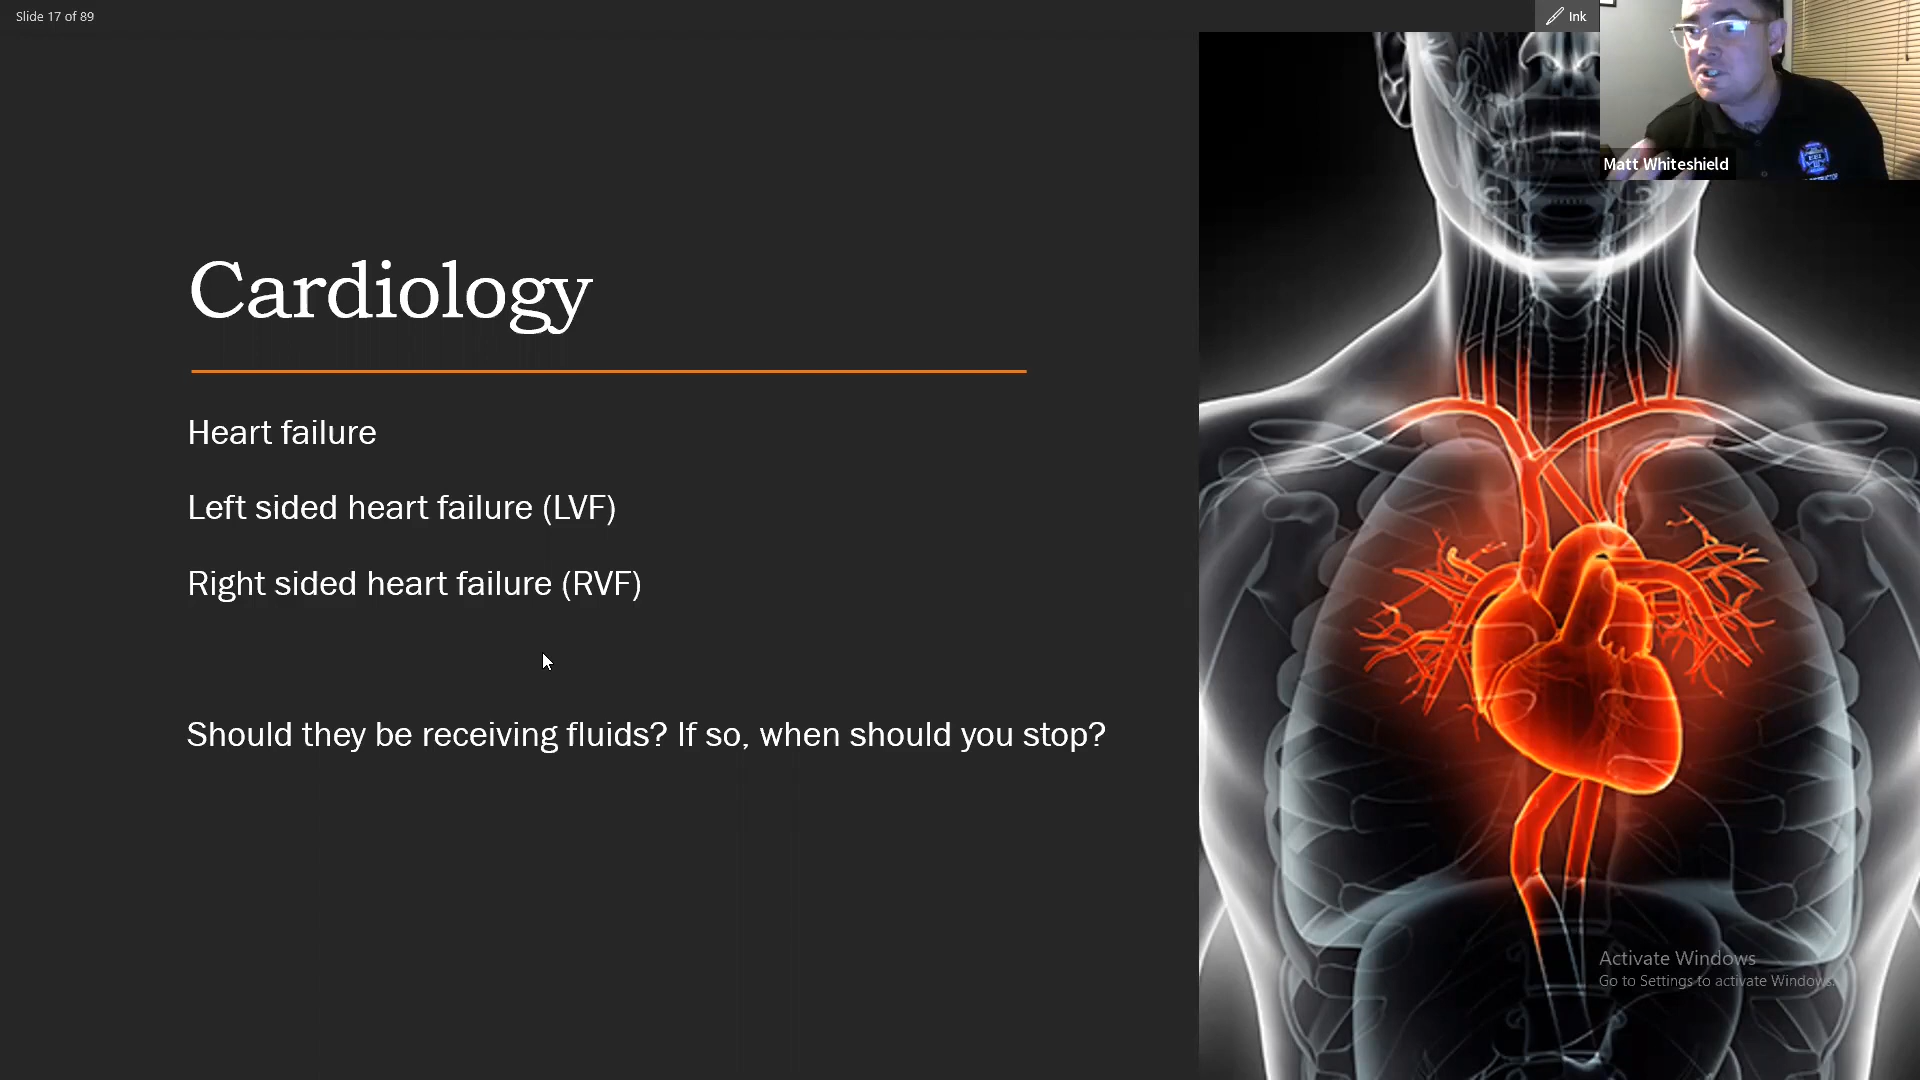 Slide 17 of 89
Ink
Matt Whiteshield
Cardiology
Heart failure
Left sided heart failure (LVF)
Right sided heart failure (RVF)
Should they be receiving fluids? If so, when should you stop?
Activate Windows
Go to Settings to activate Windows.